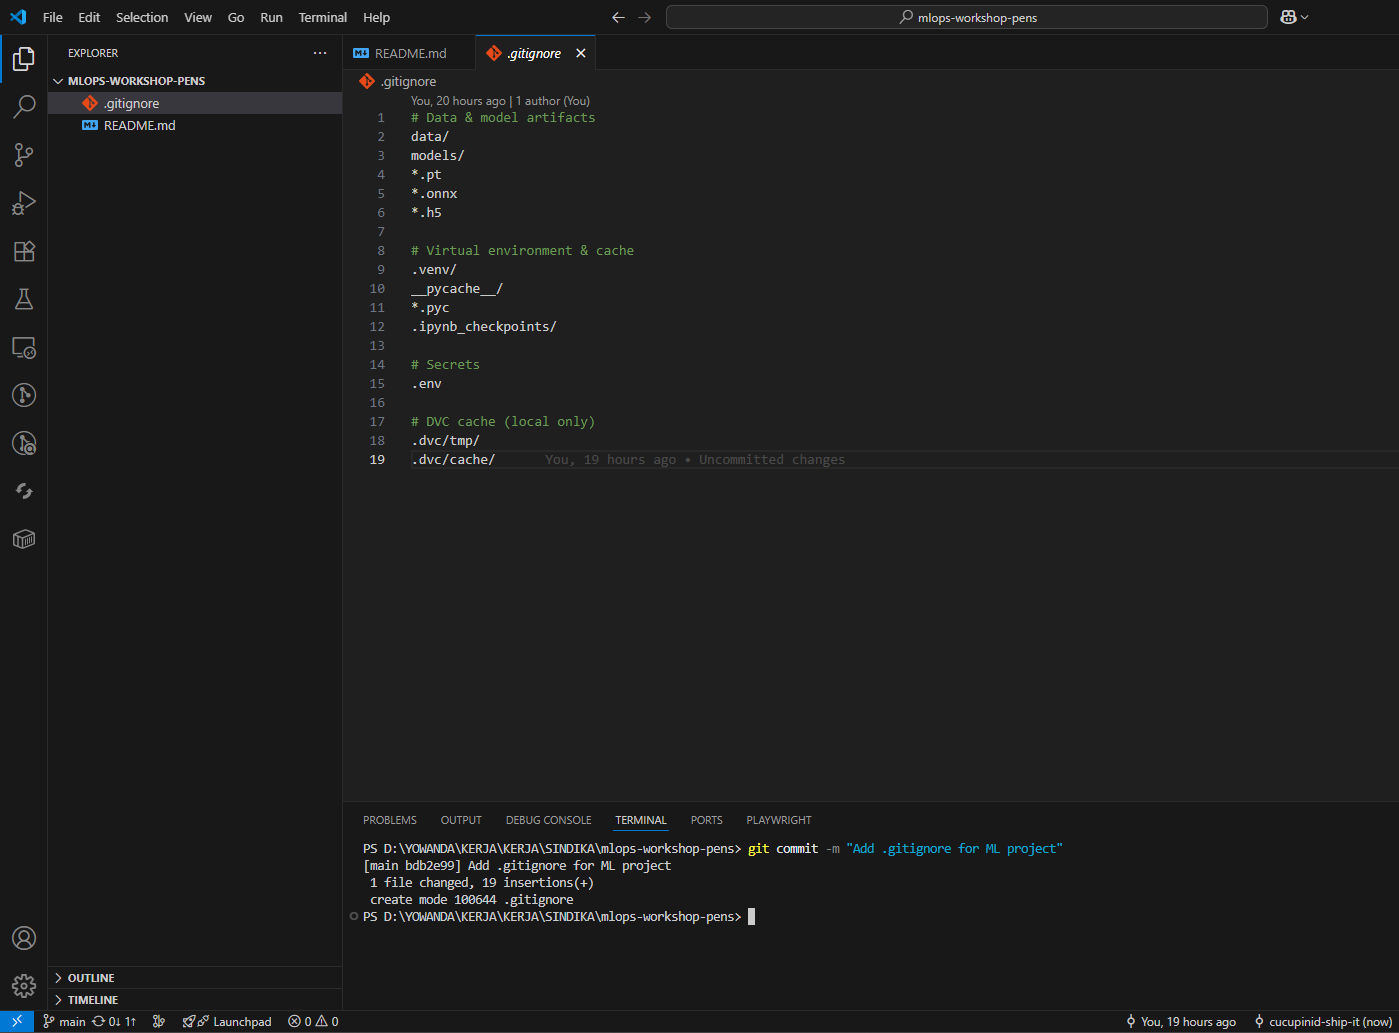 File Edit Selection View Go Run Terminal Help
mlops-workshop-pens
EXPLORER
MLOPS-WORKSHOP-PENS
.gitignore
README.md
README.md .gitignore
.gitignore
You, 20 hours ago | 1 author (You)
1 # Data & model artifacts
2 data/
3 models/
4 *.pt
5 *.onnx
6 *.h5
7
8 # Virtual environment & cache
9 .venv/
10 __pycache__/
11 *.pyc
12 .ipynb_checkpoints/
13
14 # Secrets
15 .env
16
17 # DVC cache (local only)
18 .dvc/tmp/
19 .dvc/cache/ You, 19 hours ago • Uncommitted changes
PROBLEMS OUTPUT DEBUG CONSOLE TERMINAL PORTS PLAYWRIGHT
PS D:\YOWANDA\KERJA\KERJA\SINDIKA\mlops-workshop-pens> git commit -m "Add .gitignore for ML project"
[main bdb2e99] Add .gitignore for ML project
1 file changed, 19 insertions(+)
create mode 100644 .gitignore
PS D:\YOWANDA\KERJA\KERJA\SINDIKA\mlops-workshop-pens>
OUTLINE
TIMELINE
main 0↓ 1↑ Launchpad 0 0 You, 19 hours ago cucupinid-ship-it (now)